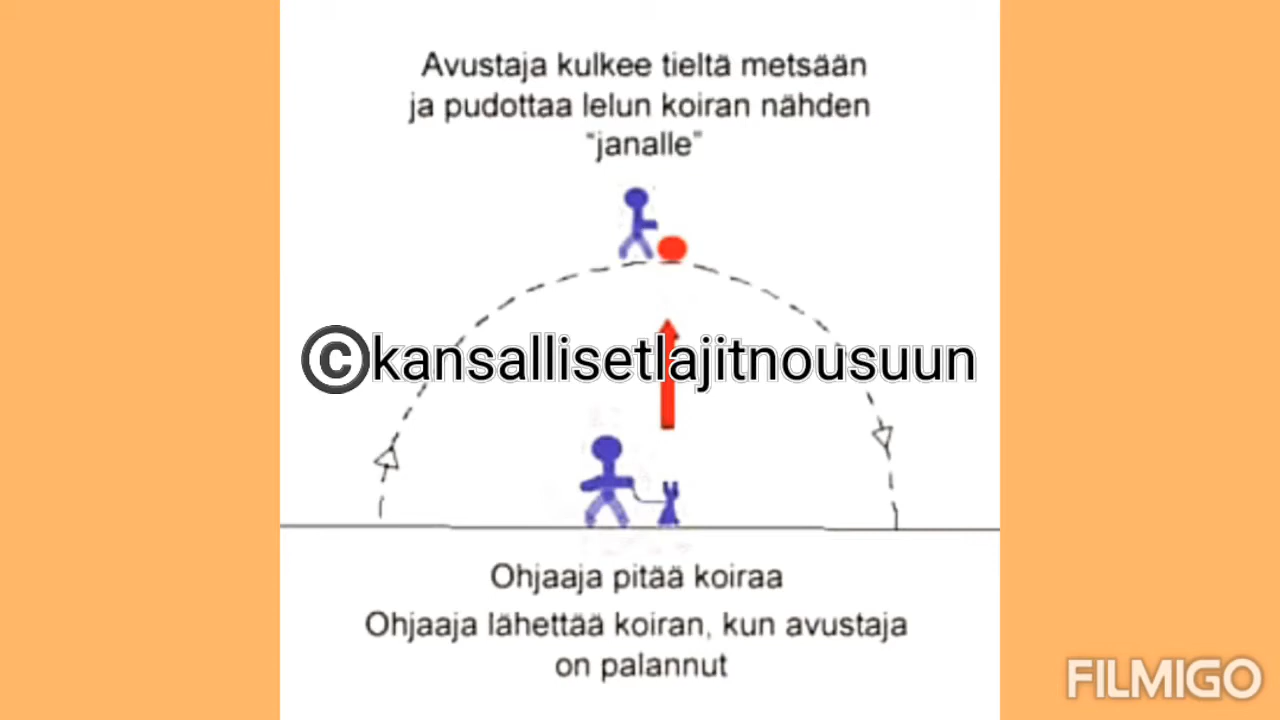 Avustaja kulkee tieltä metsään
ja pudottaa lelun koiran nähden
"janalle"
©kansallisetlajitnousuun
Ohjaaja pitää koiraa
Ohjaaja lähettää koiran, kun avustaja
on palannut
FILMIGO